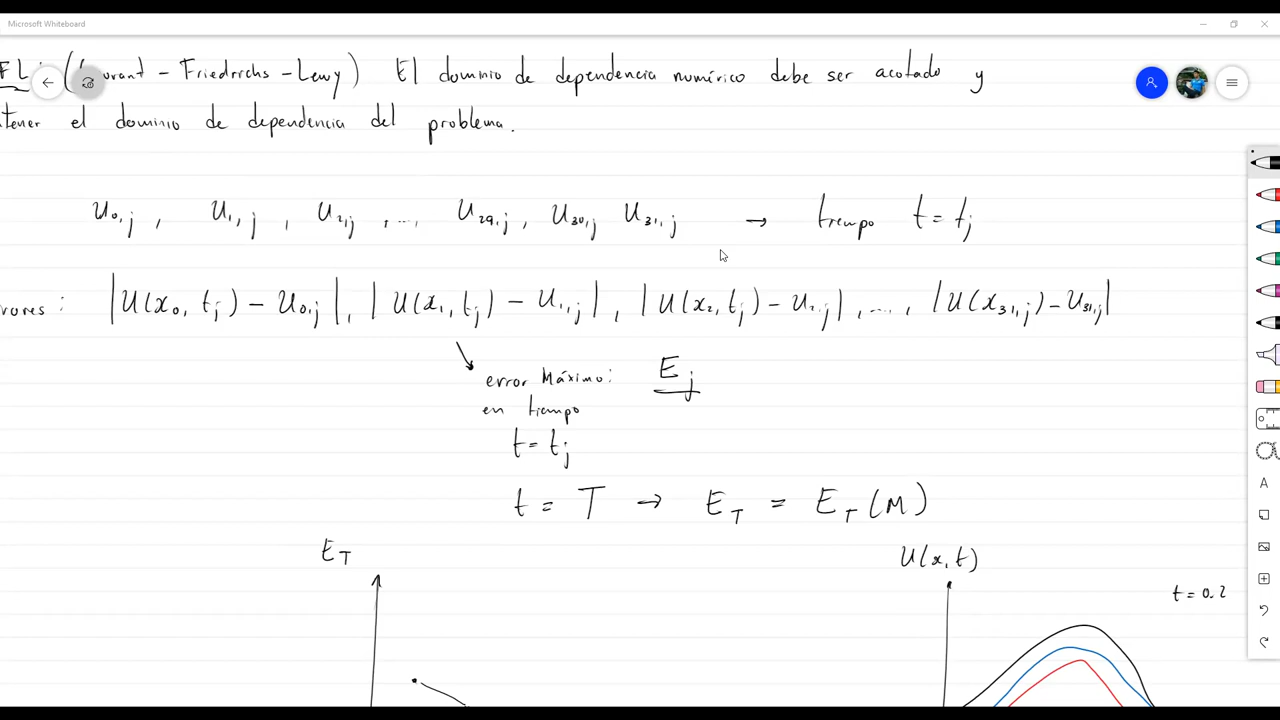 Microsoft Whiteboard
FL: (Courant - Friedrichs - Lewy) El dominio de dependencia numérico debe ser acotado y
tener el dominio de dependencia del problema.
U0,j , U1,j , U2,j , ..., U29,j , U30,j U31,j → tiempo t = tj
rores: |U(x0, tj) - U0,j|, |U(x1, tj) - U1,j|, |U(x2, tj) - U2,j|, ..., |U(x31,j) - U31,j|
error Máximo: Ej
en tiempo
t = tj
t = T → ET = ET(M)
ET
U(x,t)
t = 0.2
A